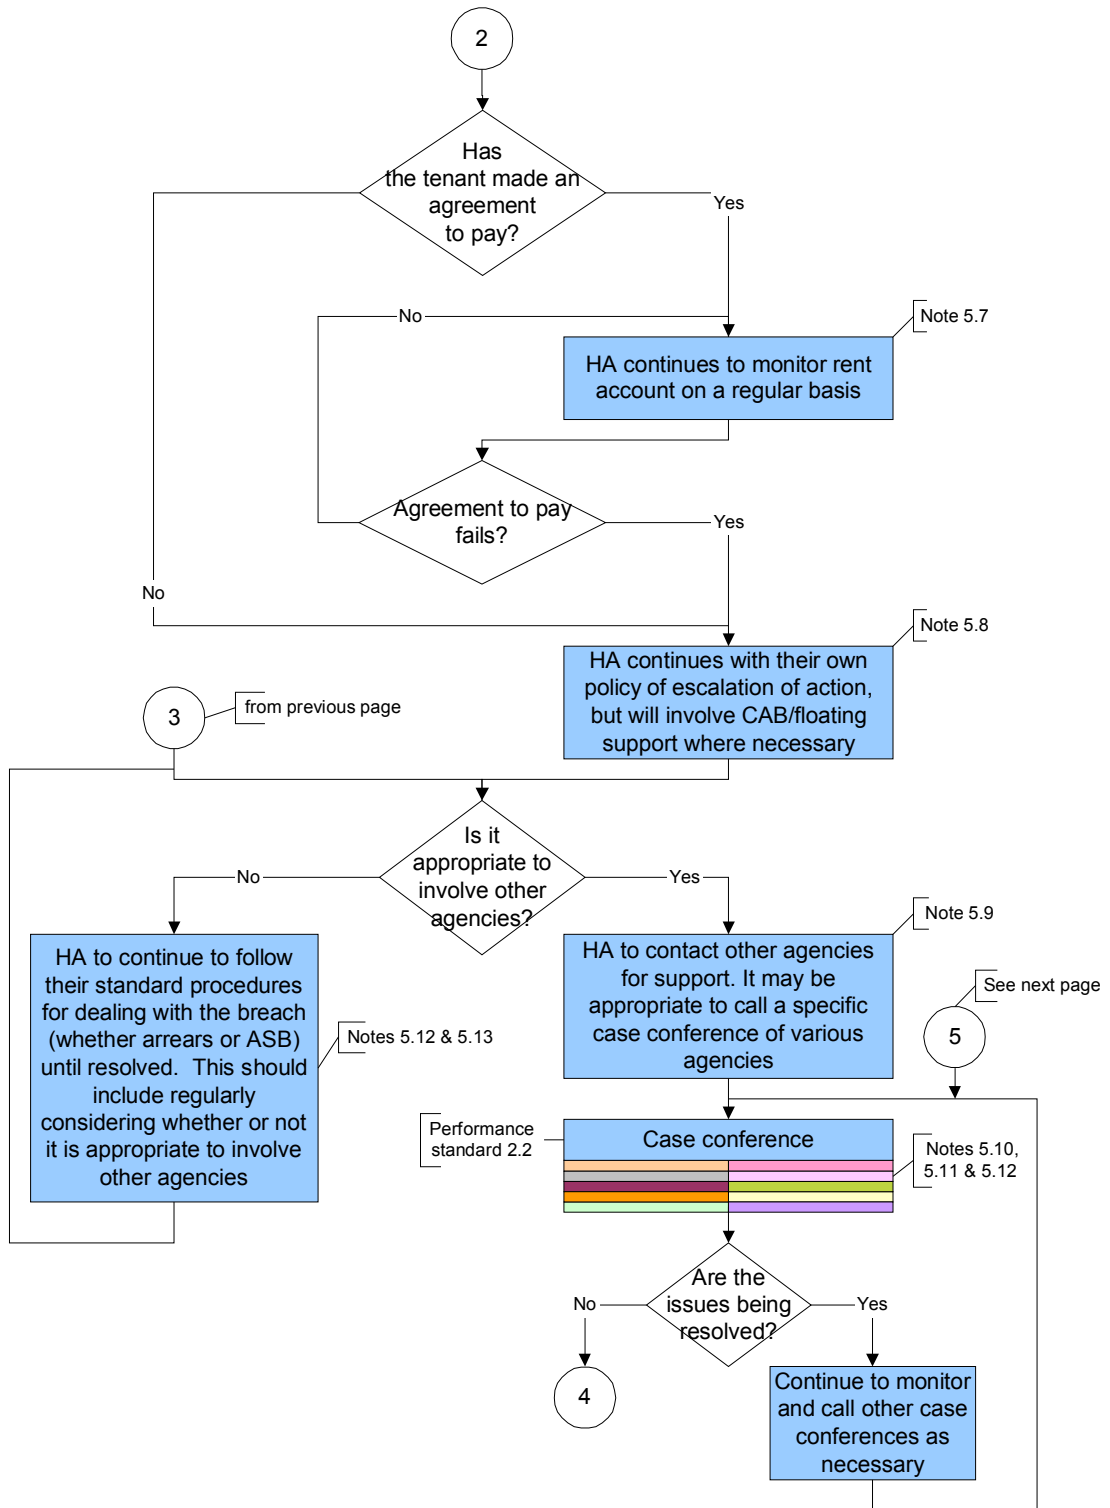 2
Has
the tenant made an
agreement
to pay?
Yes
No
Note 5.7
HA continues to monitor rent
account on a regular basis
Agreement to pay
fails?
Yes
No
Note 5.8
HA continues with their own
policy of escalation of action,
but will involve CAB/floating
support where necessary
3
from previous page
Is it
appropriate to
involve other
agencies?
No
Yes
Note 5.9
HA to continue to follow
their standard procedures
for dealing with the breach
(whether arrears or ASB)
until resolved.  This should
include regularly
considering whether or not
it is appropriate to involve
other agencies
Notes 5.12 & 5.13
HA to contact other agencies
for support. It may be
appropriate to call a specific
case conference of various
agencies
See next page
5
Performance
standard 2.2
Case conference
Notes 5.10,
5.11 & 5.12
Are the
issues being
resolved?
No
Yes
4
Continue to monitor
and call other case
conferences as
necessary